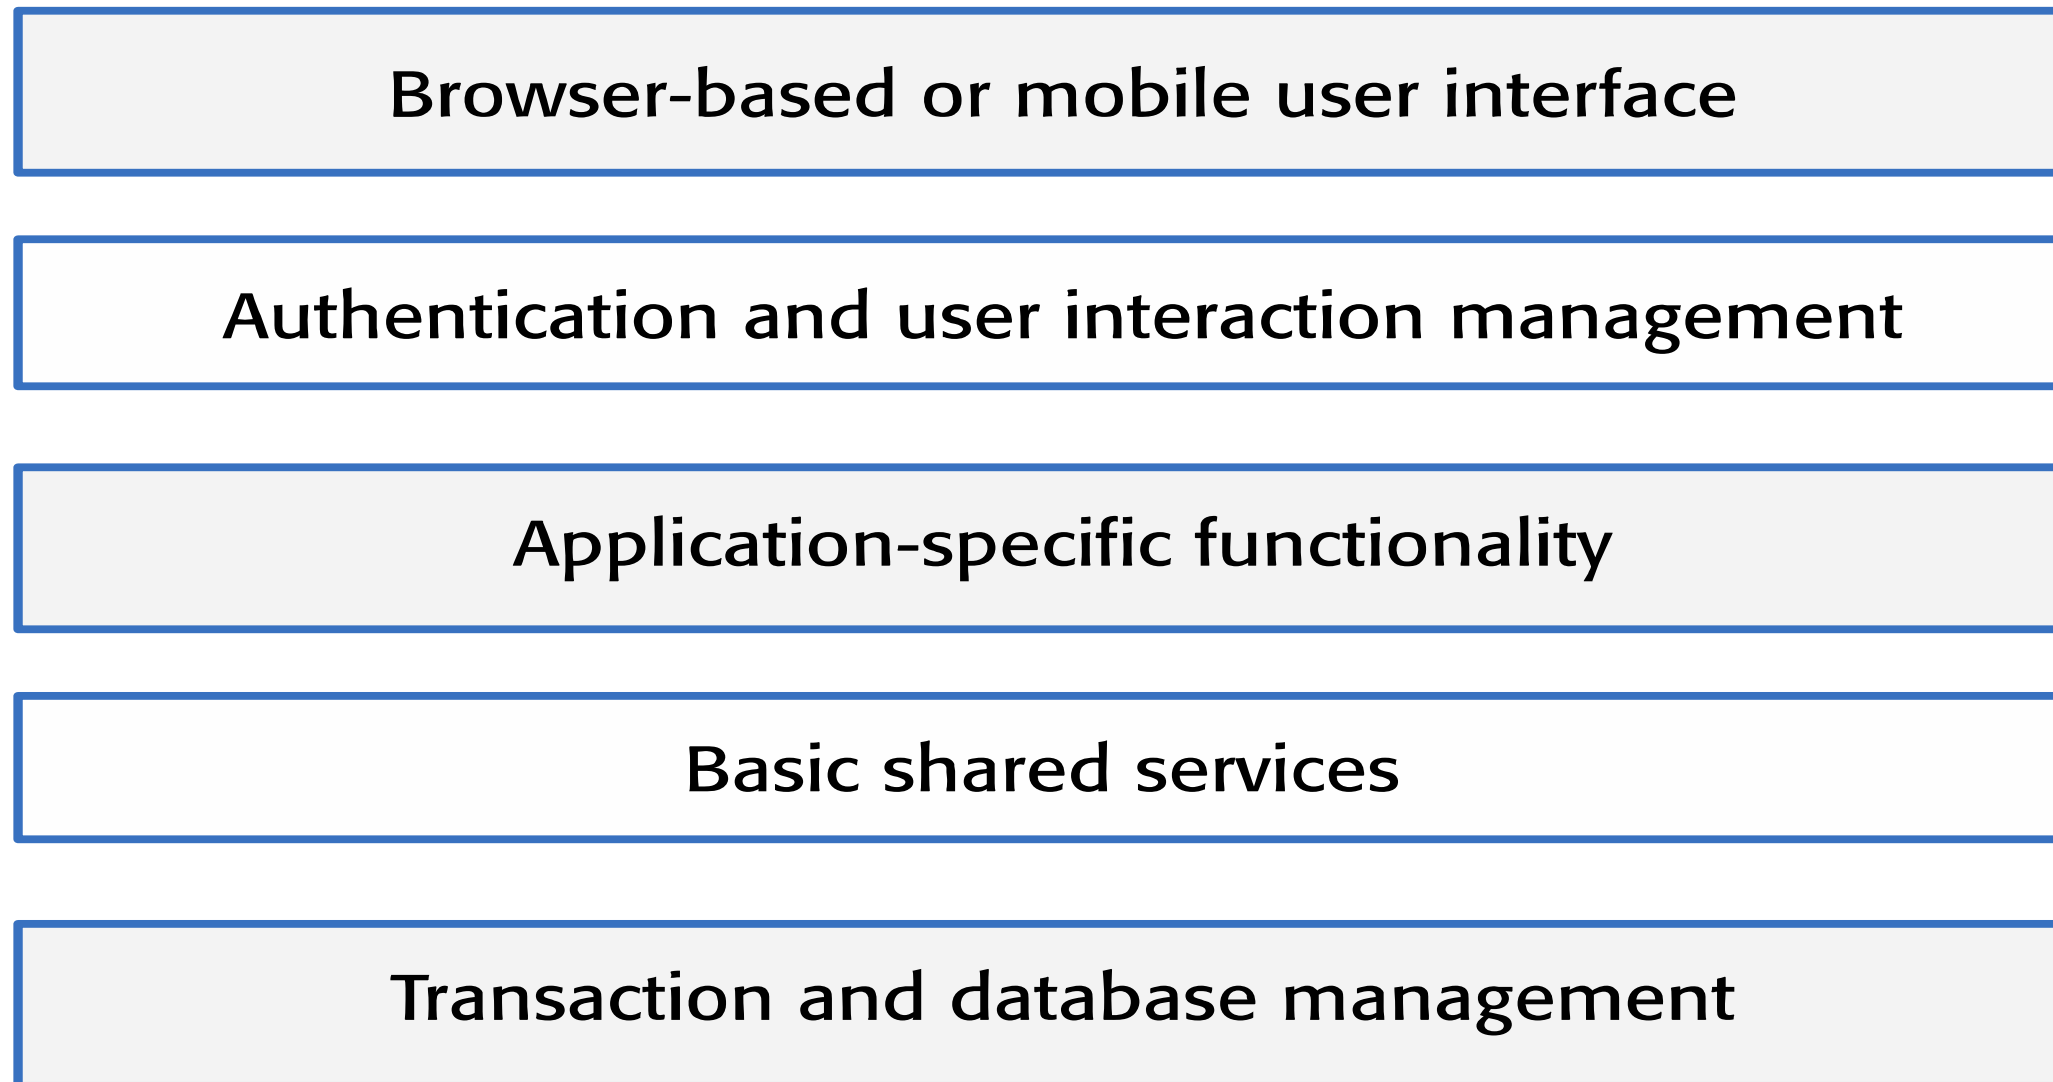 Browser-based or mobile user interface
Authentication and user interaction management
Application-specific functionality
Basic shared services
Transaction and database management